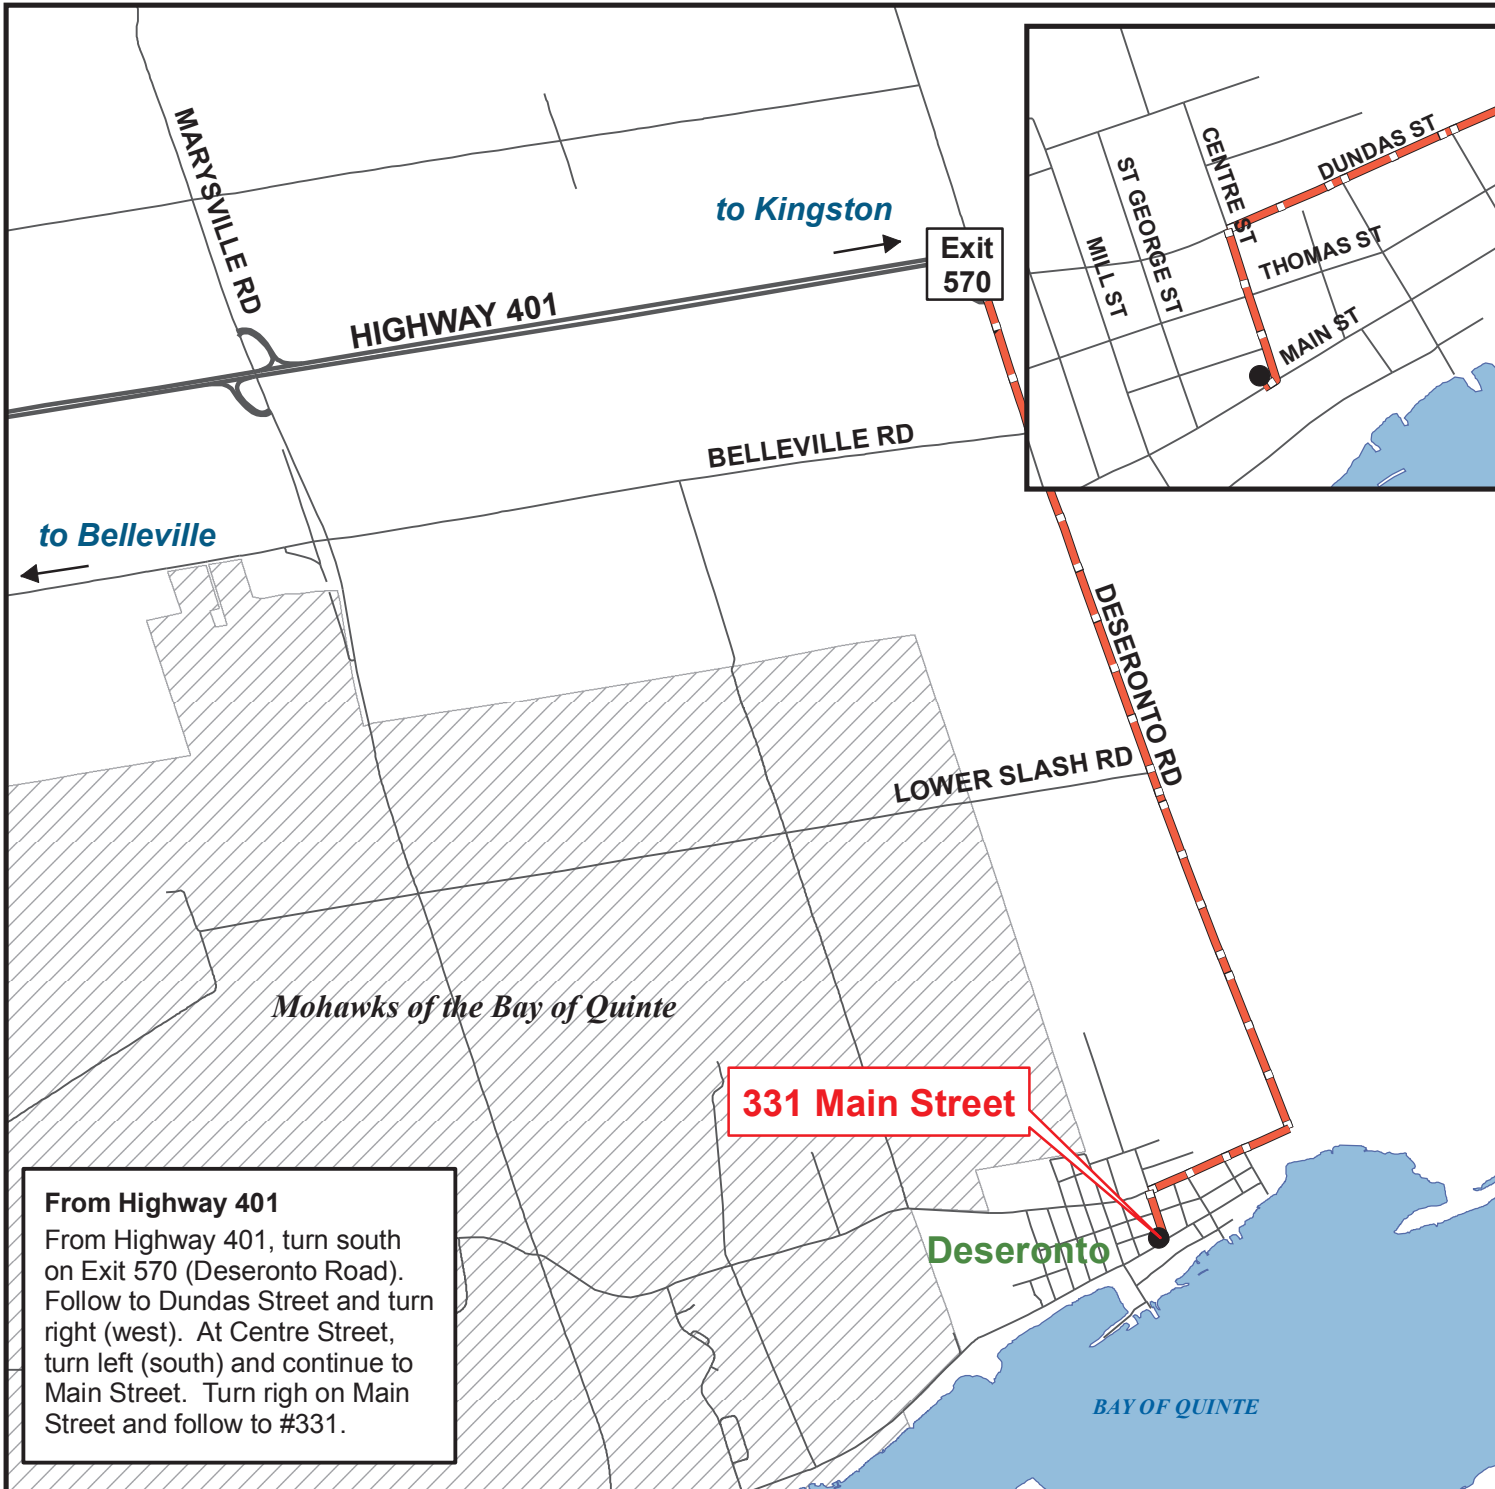 MARYSVILLE RD
to Kingston
Exit
570
HIGHWAY 401
BELLEVILLE RD
to Belleville
DESERONTO RD
LOWER SLASH RD
Mohawks of the Bay of Quinte
331 Main Street
Deseronto
BAY OF QUINTE
CENTRE ST
DUNDAS ST
ST GEORGE ST
MILL ST
THOMAS ST
MAIN ST
From Highway 401
From Highway 401, turn south
on Exit 570 (Deseronto Road).
Follow to Dundas Street and turn
right (west).  At Centre Street,
turn left (south) and continue to
Main Street.  Turn righ on Main
Street and follow to #331.